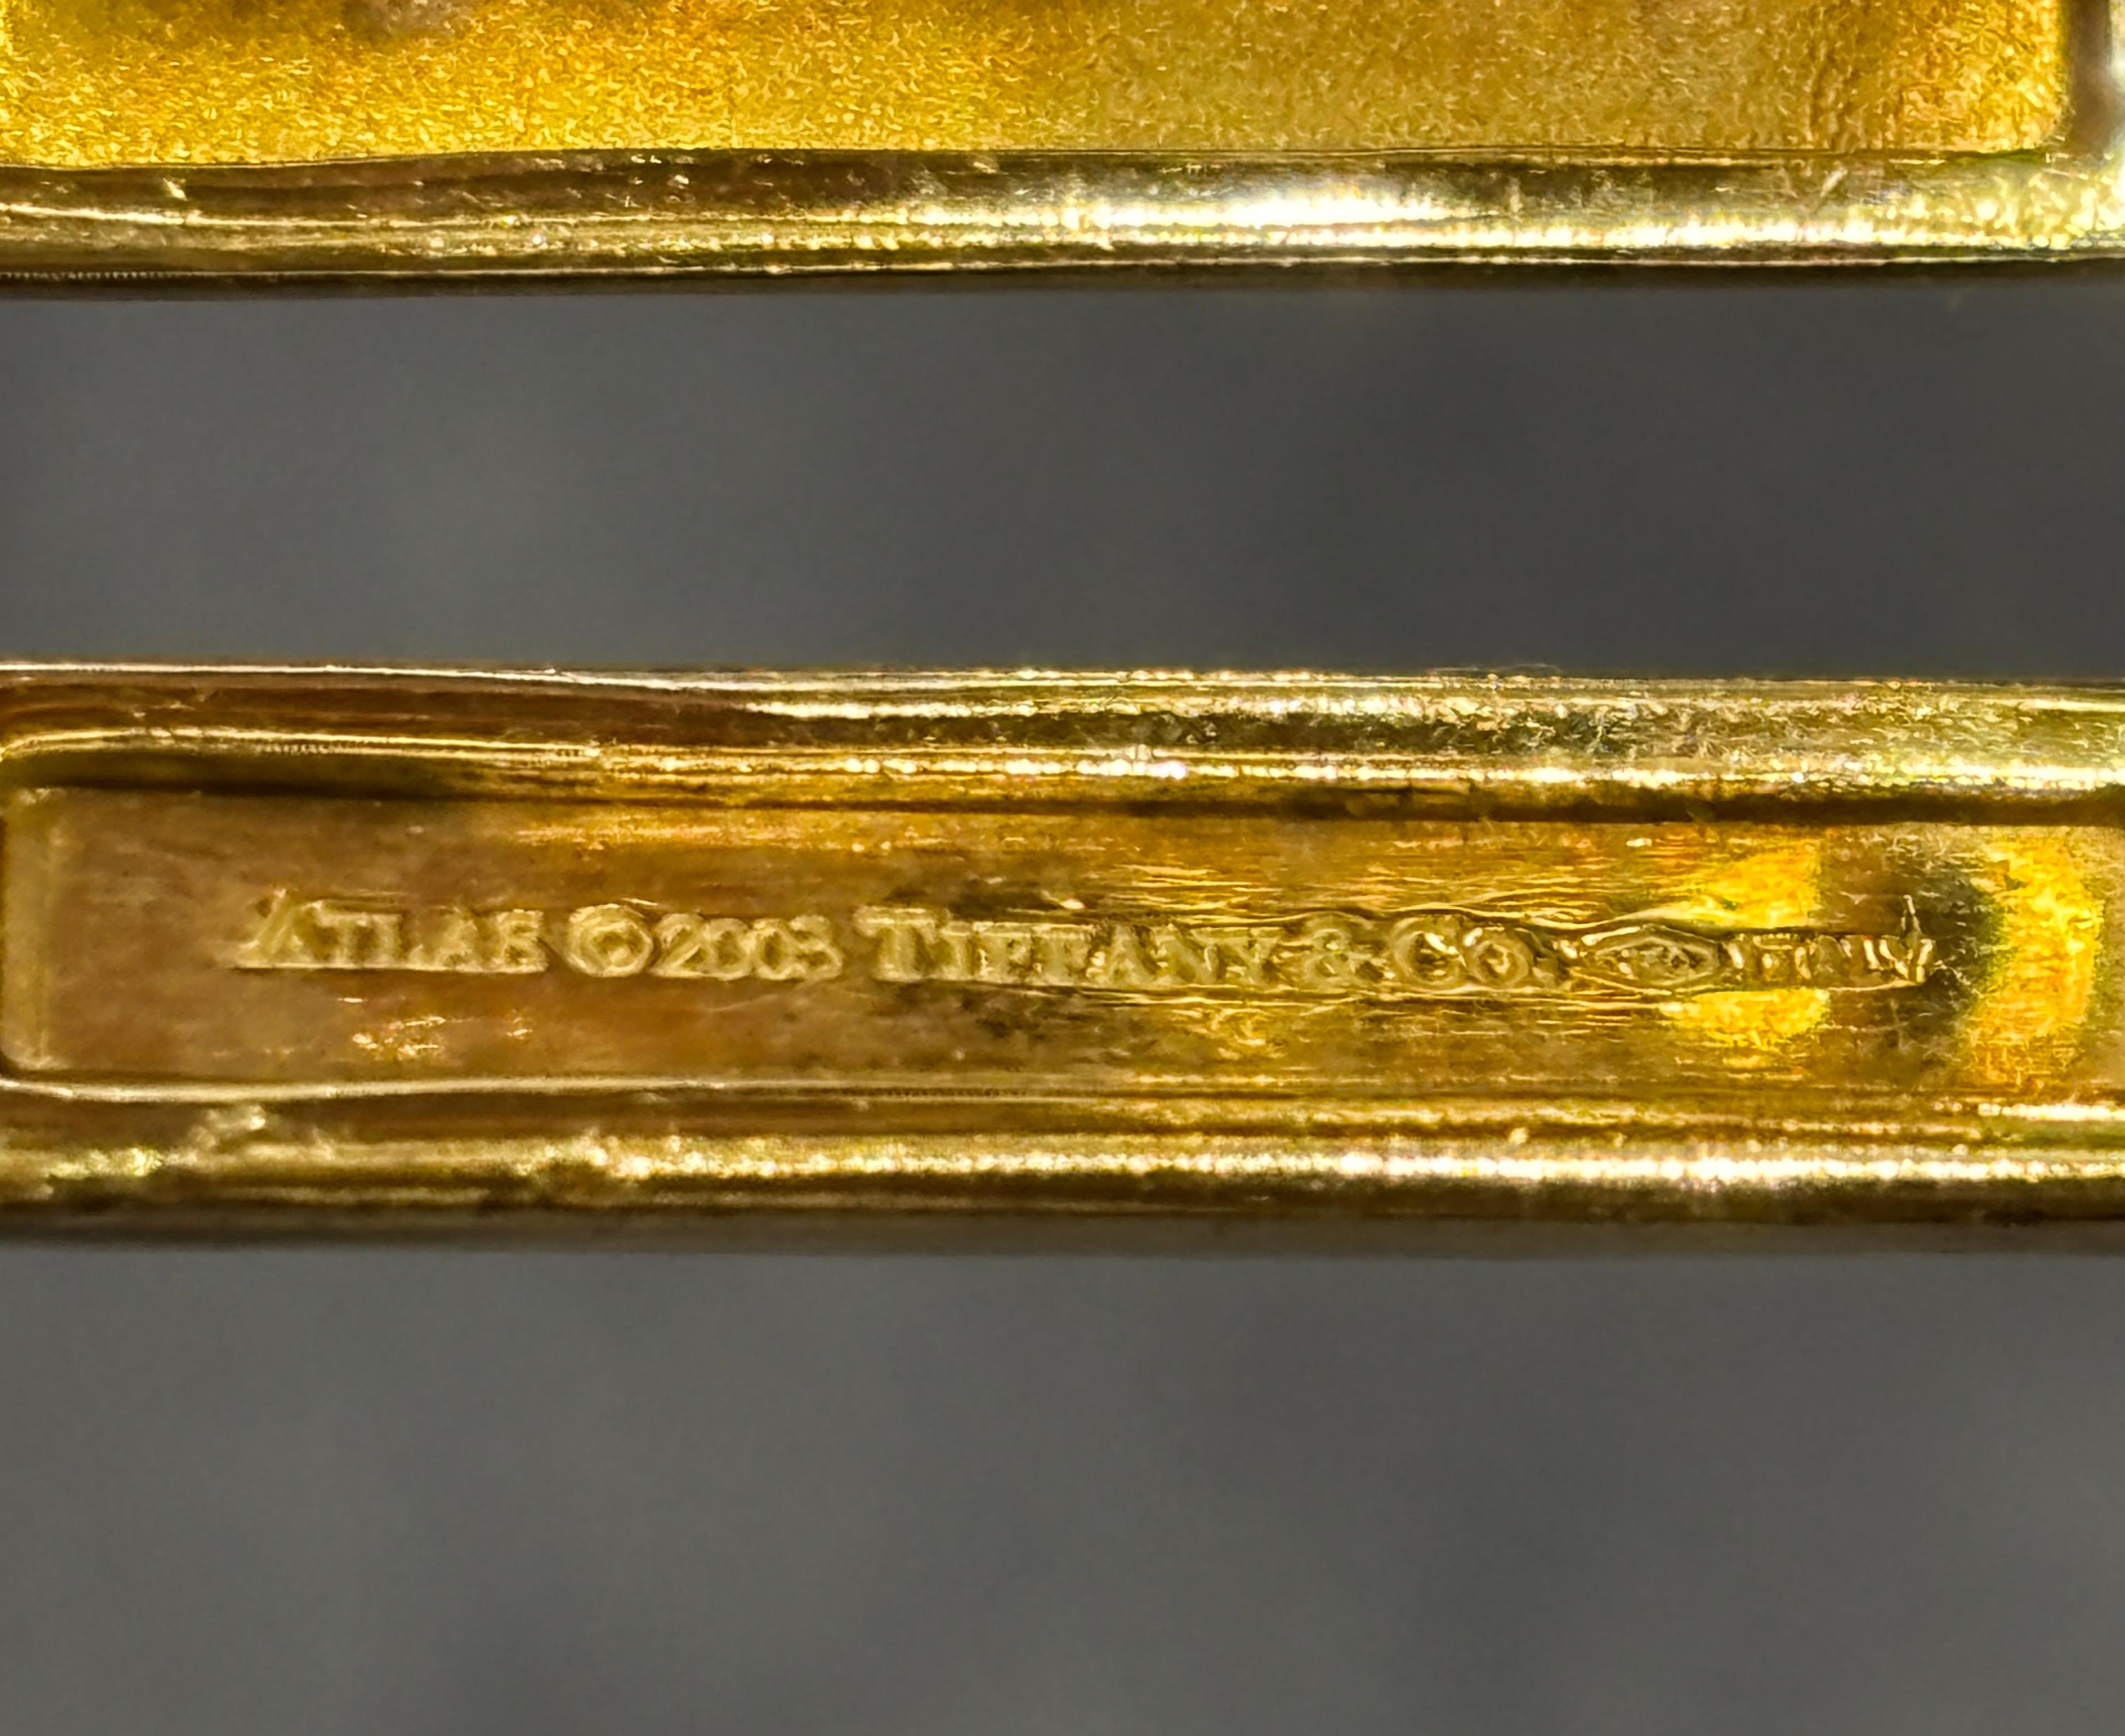 ATLAS ©2003 TIFFANY & CO. ITALY